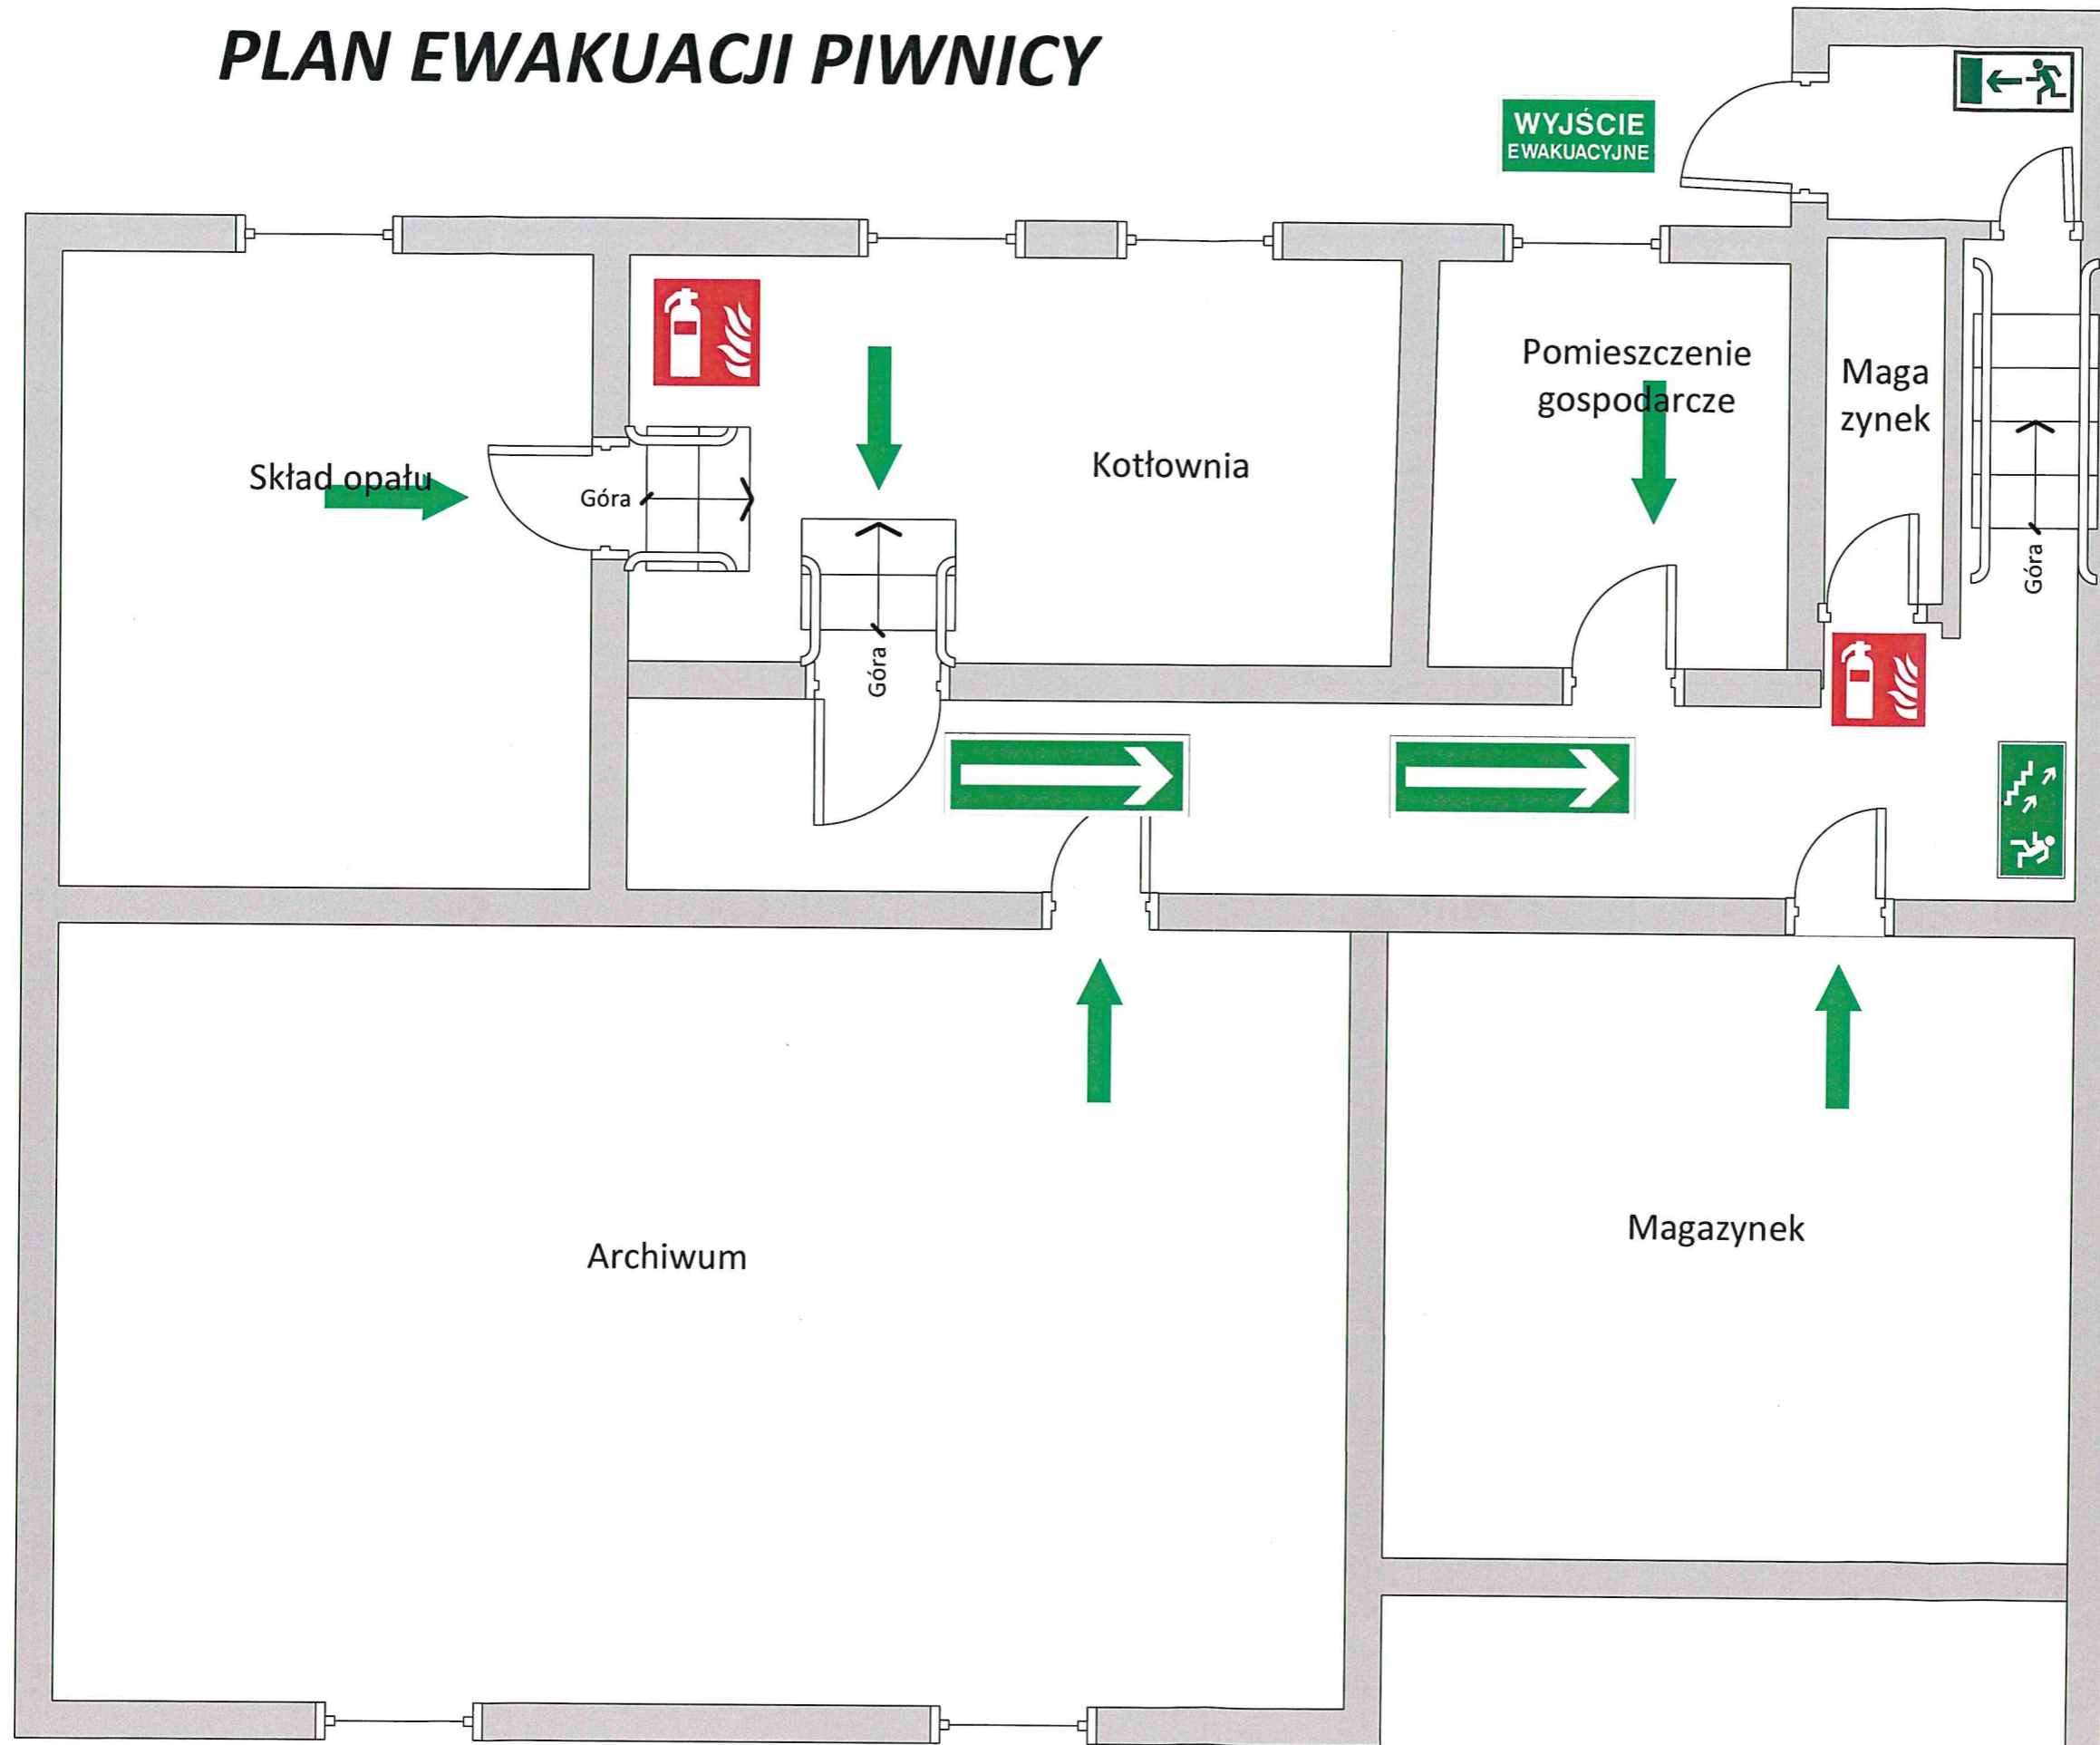 PLAN EWAKUACJI PIWNICY
WYJŚCIE
EWAKUACYJNE
Pomieszczenie
gospodarcze
Maga
zynek
Skład opału
Góra
Kotłownia
Góra
Góra
Archiwum
Magazynek